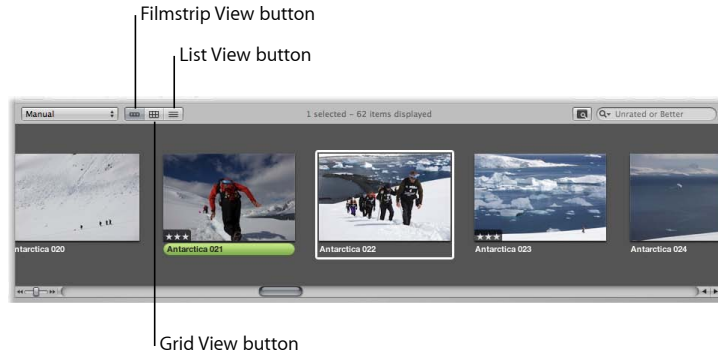 Filmstrip View button
List View button
Manual
1 selected – 62 items displayed
Unrated or Better
ntarctica 020
Antarctica 021
Antarctica 022
Antarctica 023
Antarctica 024
Grid View button